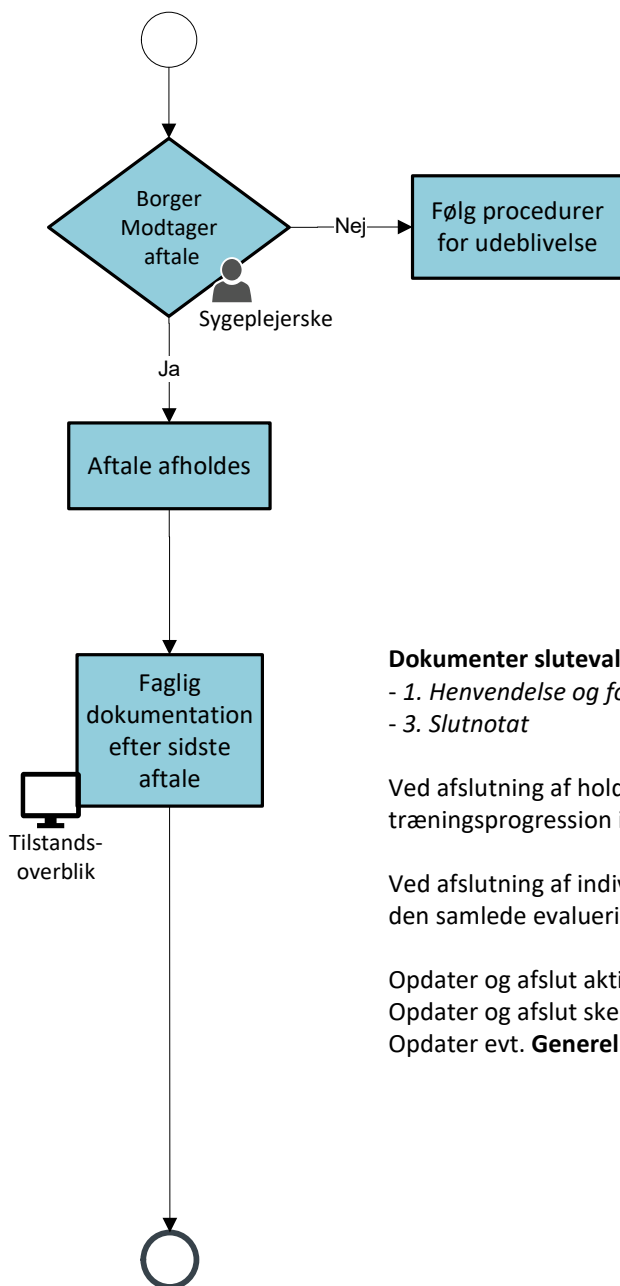 Borger
Modtager
aftale
Nej
Følg procedurer
for udeblivelse
Sygeplejerske
Ja
Aftale afholdes
Faglig
dokumentation
efter sidste
aftale
Tilstands-
overblik
Dokumenter sluteval
- 1. Henvendelse og fo
- 3. Slutnotat
Ved afslutning af hold
træningsprogression i
Ved afslutning af indiv
den samlede evalueri
Opdater og afslut akti
Opdater og afslut ske
Opdater evt. Generel